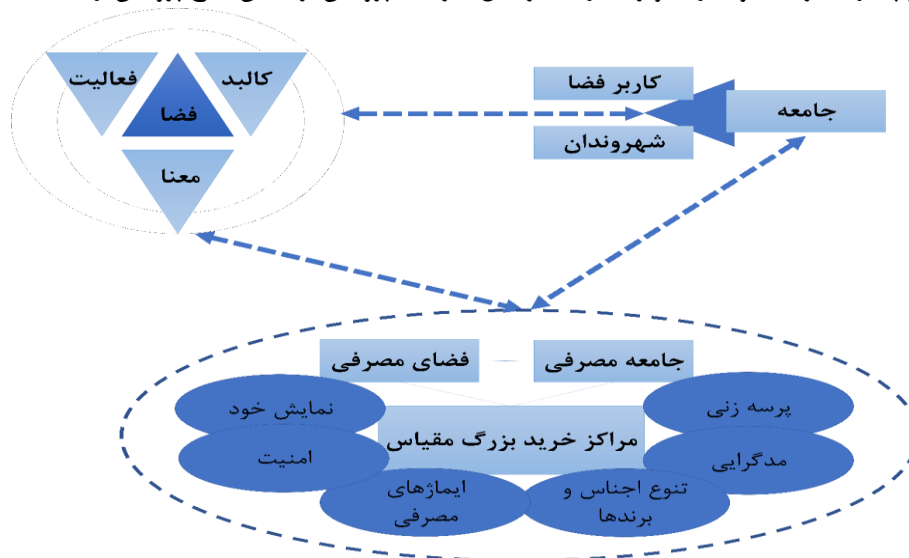 کاربر فضا
شهروندان
جامعه
کالبد
فعالیت
فضا
معنا
جامعه مصرفی
فضای مصرفی
مراکز خرید بزرگ مقیاس
پرسه زنی
مدگرایی
تنوع اجناس و
برندها
ایماژهای
مصرفی
امنیت
نمایش خود